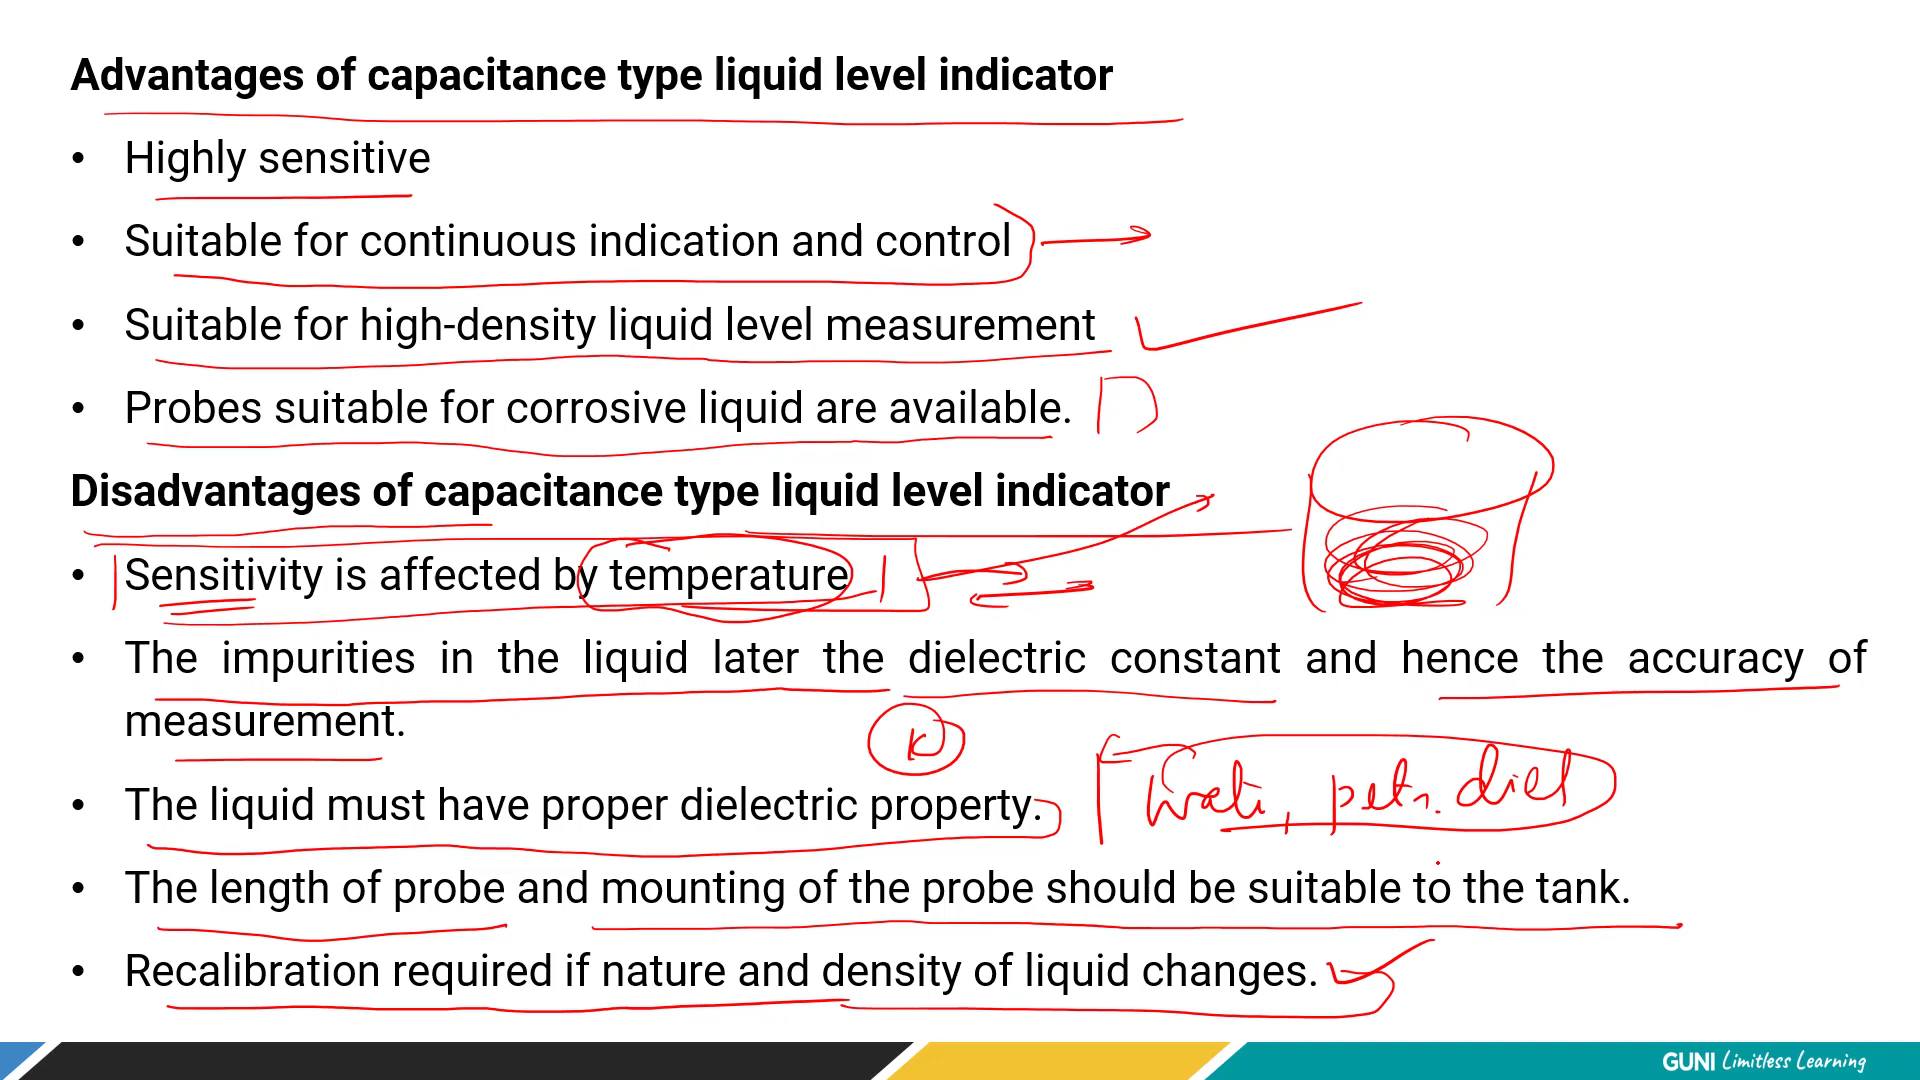 Advantages of capacitance type liquid level indicator
• Highly sensitive
• Suitable for continuous indication and control
• Suitable for high-density liquid level measurement
• Probes suitable for corrosive liquid are available.
Disadvantages of capacitance type liquid level indicator
• Sensitivity is affected by temperature
• The impurities in the liquid later the dielectric constant and hence the accuracy of
measurement.
K
• The liquid must have proper dielectric property.
• The length of probe and mounting of the probe should be suitable to the tank.
• Recalibration required if nature and density of liquid changes.
GUNI Limitless Learning